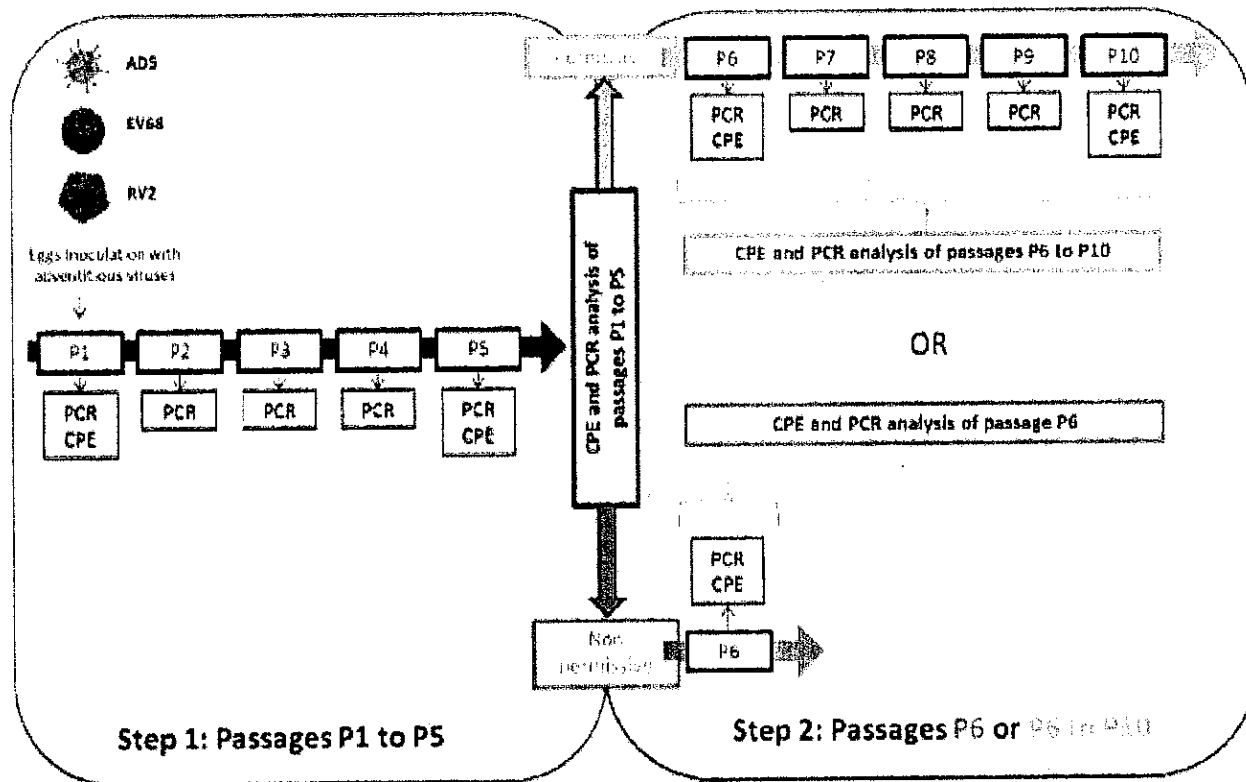 AD5
EV68
RV2
Eggs inoculation with
adventitious viruses
P1
P2
P3
P4
P5
PCR
CPE
PCR
PCR
PCR
PCR
CPE
CPE and PCR analysis of
passages P1 to P5
P6
P7
P8
P9
P10
PCR
CPE
PCR
PCR
PCR
PCR
CPE
CPE and PCR analysis of passages P6 to P10
OR
CPE and PCR analysis of passage P6
PCR
CPE
Non
permissive
P6
Step 1: Passages P1 to P5
Step 2: Passages P6 or P6 to P10